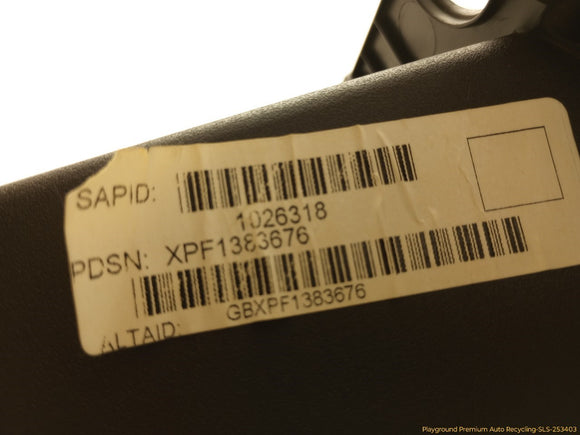 SAPID:
1026318
PDSN: XPF1383676
GBXPF1383676
ALTAID:
Playground Premium Auto Recycling-SLS-253403